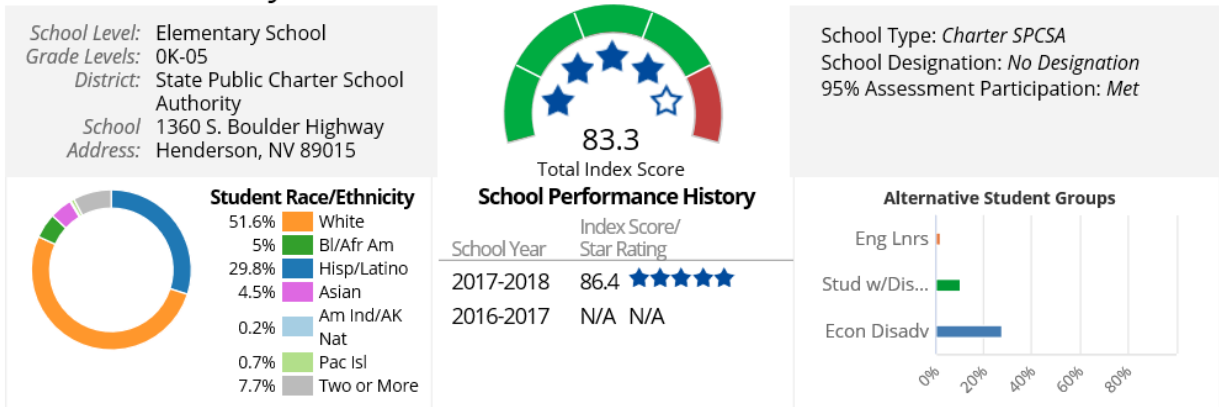 School Level: Elementary School
Grade Levels: 0K-05
District: State Public Charter School
Authority
School 1360 S. Boulder Highway
Address: Henderson, NV 89015
83.3
Total Index Score
School Type: Charter SPCSA
School Designation: No Designation
95% Assessment Participation: Met
Student Race/Ethnicity
51.6% White
5% Bl/Afr Am
29.8% Hisp/Latino
4.5% Asian
0.2% Am Ind/AK
Nat
0.7% Pac Isl
7.7% Two or More
School Performance History
Index Score/
School Year Star Rating
2017-2018 86.4
2016-2017 N/A N/A
Alternative Student Groups
Eng Lnrs
Stud w/Dis...
Econ Disadv
0% 20% 40% 60% 80%